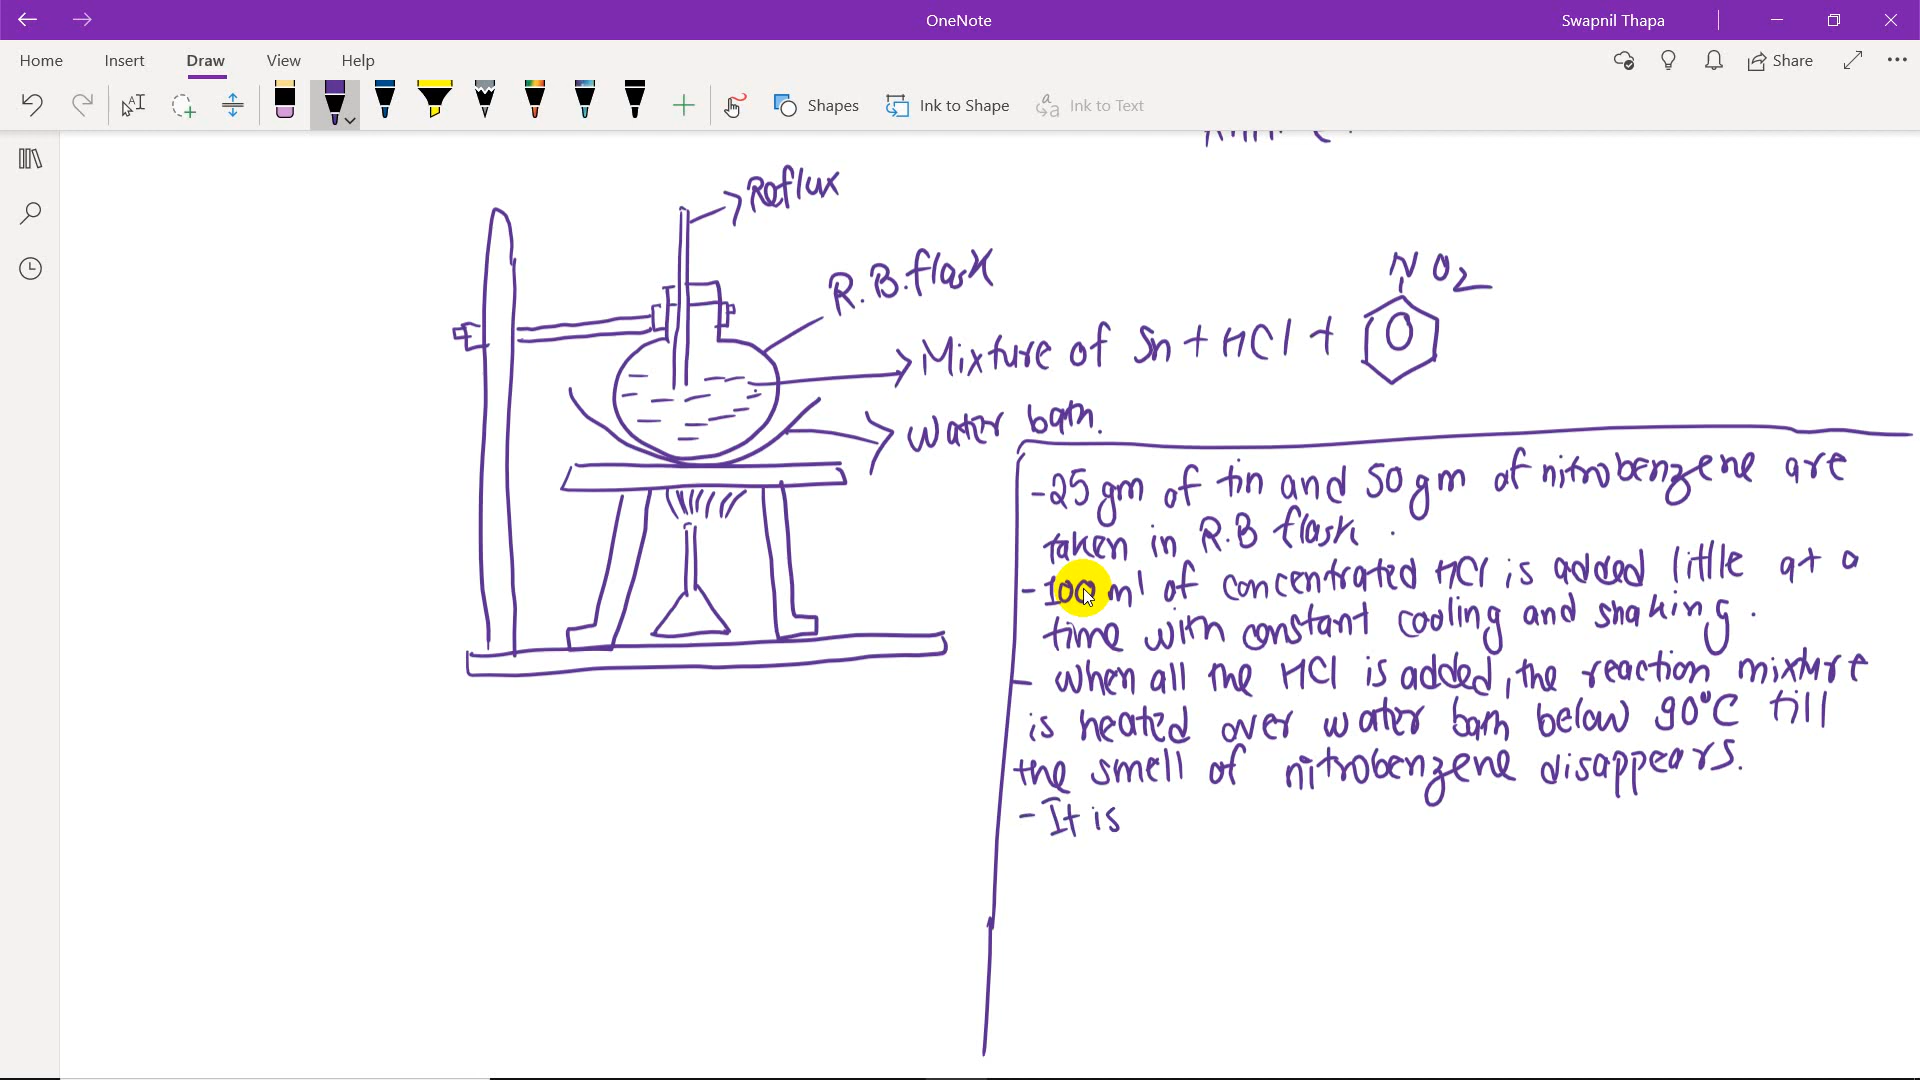 OneNote
Swapnil Thapa
Home Insert Draw View Help
Share
Shapes
Ink to Shape
Ink to Text
Reflux
R.B. flask
NO2
Mixture of Sn + HCl +
Water bath.
-25 gm of tin and 50 gm of nitrobenzene are
taken in R.B flask.
- 100 ml of concentrated HCl is added little at a
time with constant cooling and shaking.
- when all the HCl is added, the reaction mixture
is heated over water bath below 90°C till
the smell of nitrobenzene disappears.
- It is